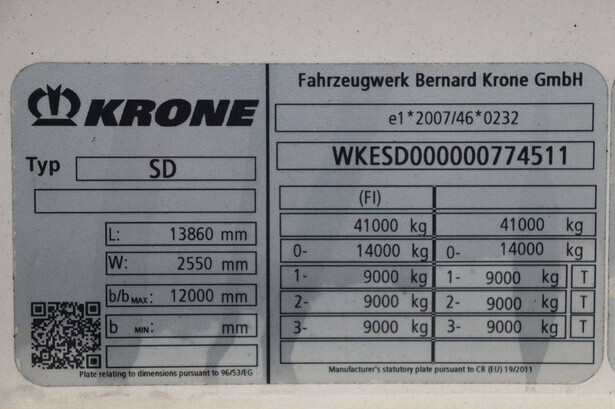 KRONE
Typ SD
L: 13860 mm
W: 2550 mm
b/b MAX: 12000 mm
b MIN: mm
Plate relating to dimensions pursuant to 96/53/EG
Fahrzeugwerk Bernard Krone GmbH
e1*2007/46*0232
WKESD000000774511
(FI)
41000 kg 41000 kg
0- 14000 kg 0- 14000 kg
1- 9000 kg 1- 9000 kg T
2- 9000 kg 2- 9000 kg T
3- 9000 kg 3- 9000 kg T
Manufacturer's statutory plate pursuant to CR (EU) 19/2011